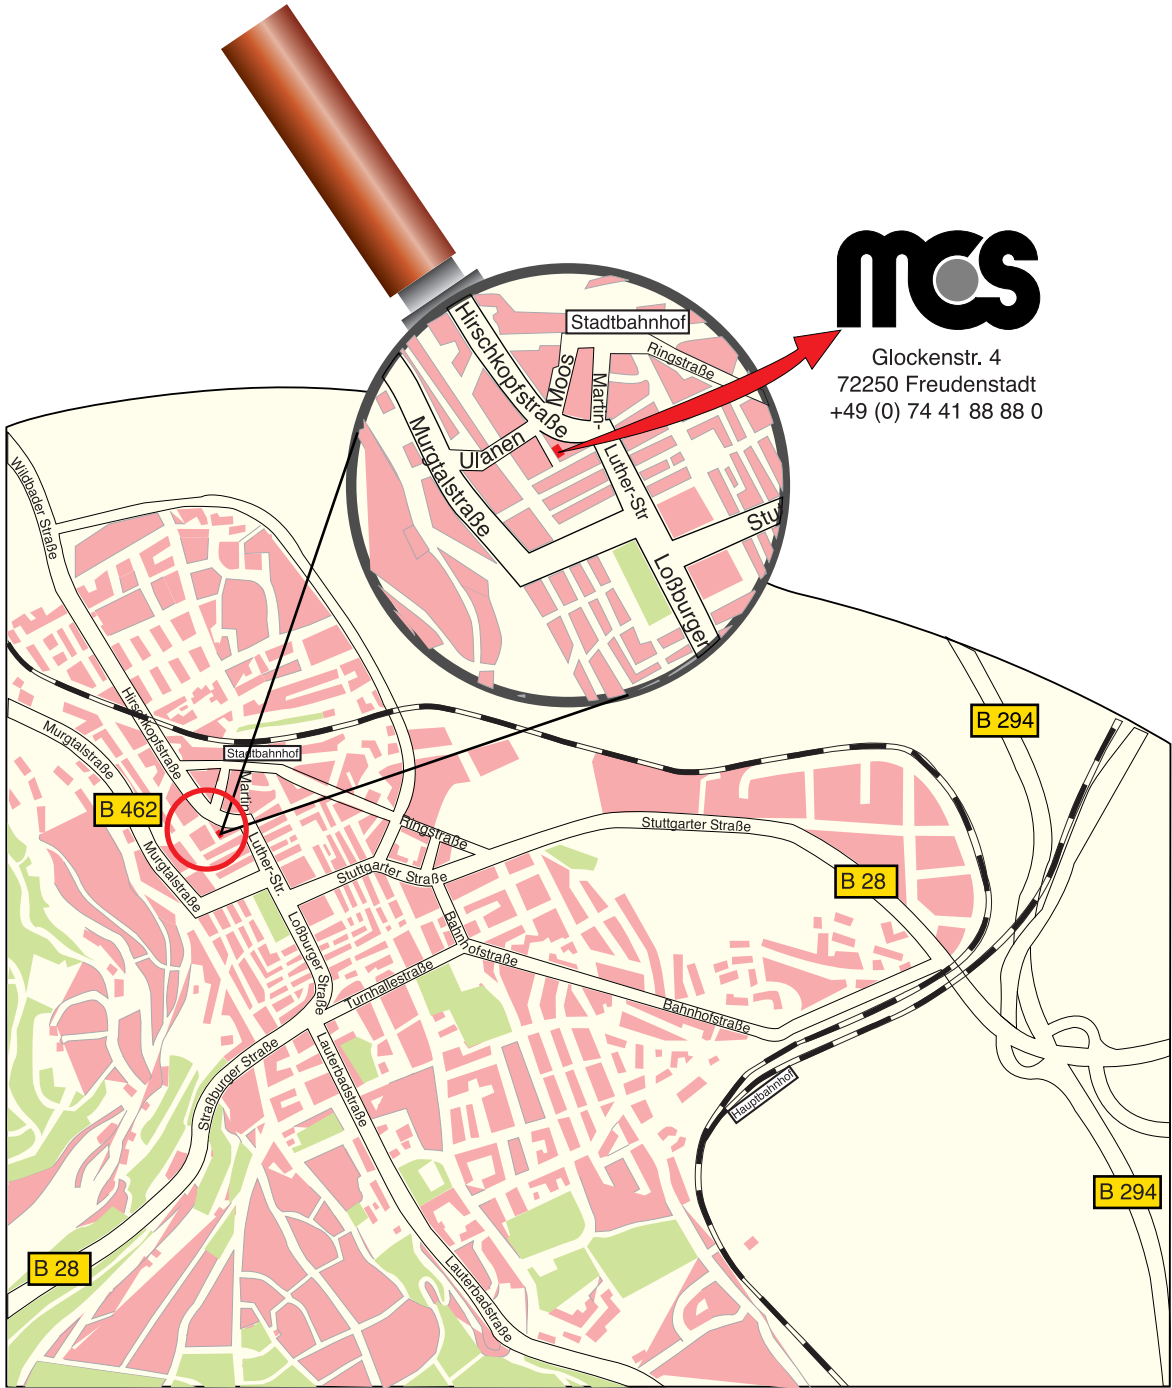 mcs
Glockenstr. 4
72250 Freudenstadt
+49 (0) 74 41 88 88 0
Hirschkopfstraße
Stadtbahnhof
Ringstraße
Moos
Martin-
Murgtalstraße
Ulanen
Luther-Str
Stu
Loßburger
Wildbader Straße
Hirschkopfstraße
Murgtalstraße
Stadtbahnhof
B 294
B 462
Martin
Ringstraße
Stuttgarter Straße
Murgtalstraße
Luther-Str.
Stuttgarter Straße
B 28
Loßburger Straße
Bahnhofstraße
Turnhallestraße
Bahnhofstraße
Straßburger Straße
Lauterbadstraße
Hauptbahnhof
B 294
B 28
Lauterbadstraße